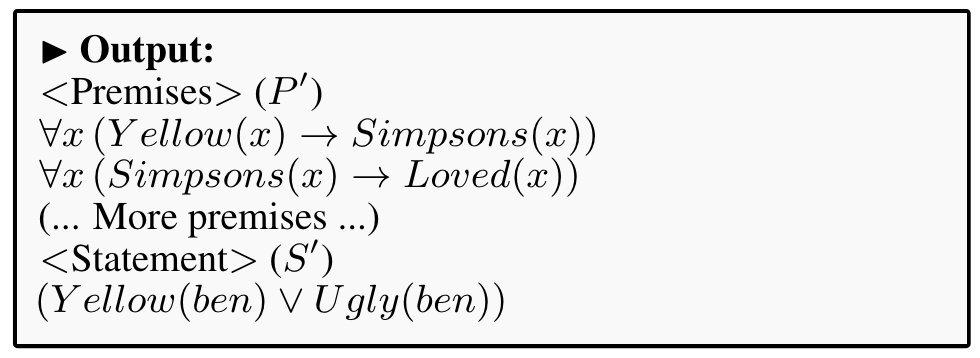 ► Output:
<Premises> (P′)
∀x (Yellow(x) → Simpsons(x))
∀x (Simpsons(x) → Loved(x))
(... More premises ...)
<Statement> (S′)
(Yellow(ben) ∨ Ugly(ben))